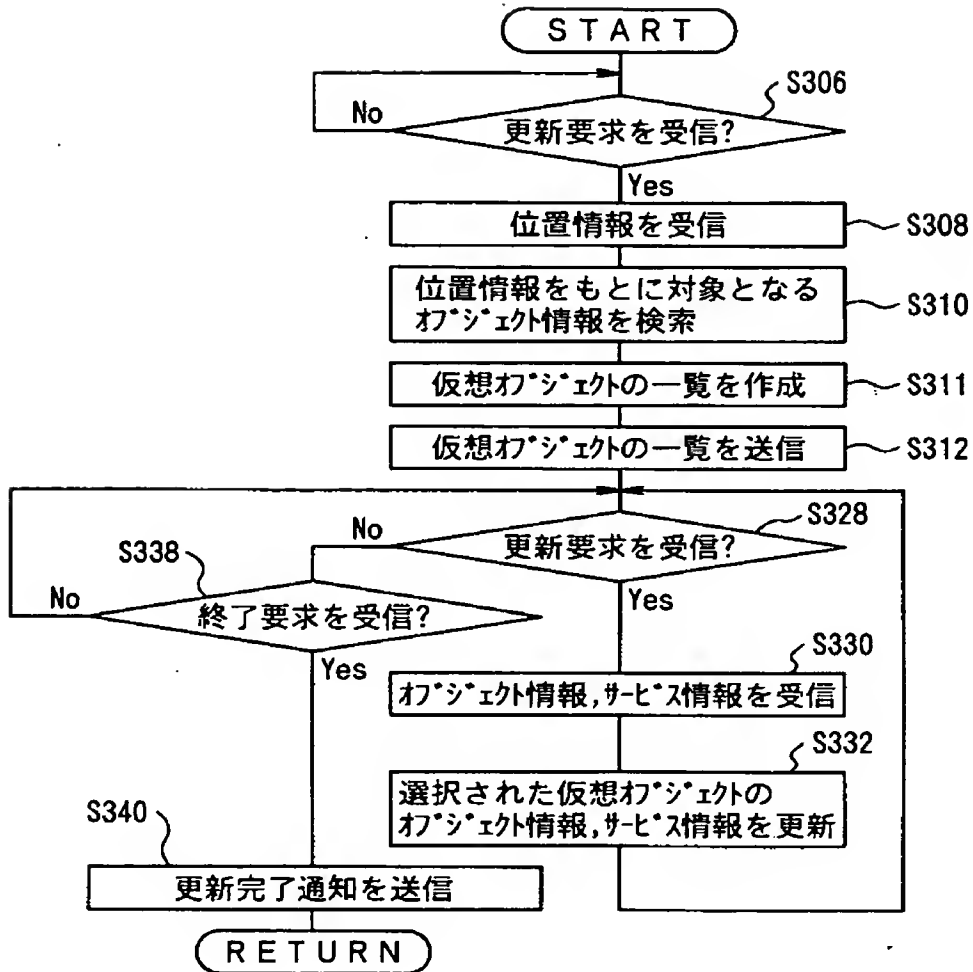 START
S306
No
更新要求を受信?
Yes
位置情報を受信
S308
位置情報をもとに対象となる
オブジェクト情報を検索
S310
仮想オブジェクトの一覧を作成
S311
仮想オブジェクトの一覧を送信
S312
S328
No
更新要求を受信?
S338
No
終了要求を受信?
Yes
Yes
S330
オブジェクト情報,サービス情報を受信
S332
選択された仮想オブジェクトの
オブジェクト情報,サービス情報を更新
S340
更新完了通知を送信
RETURN